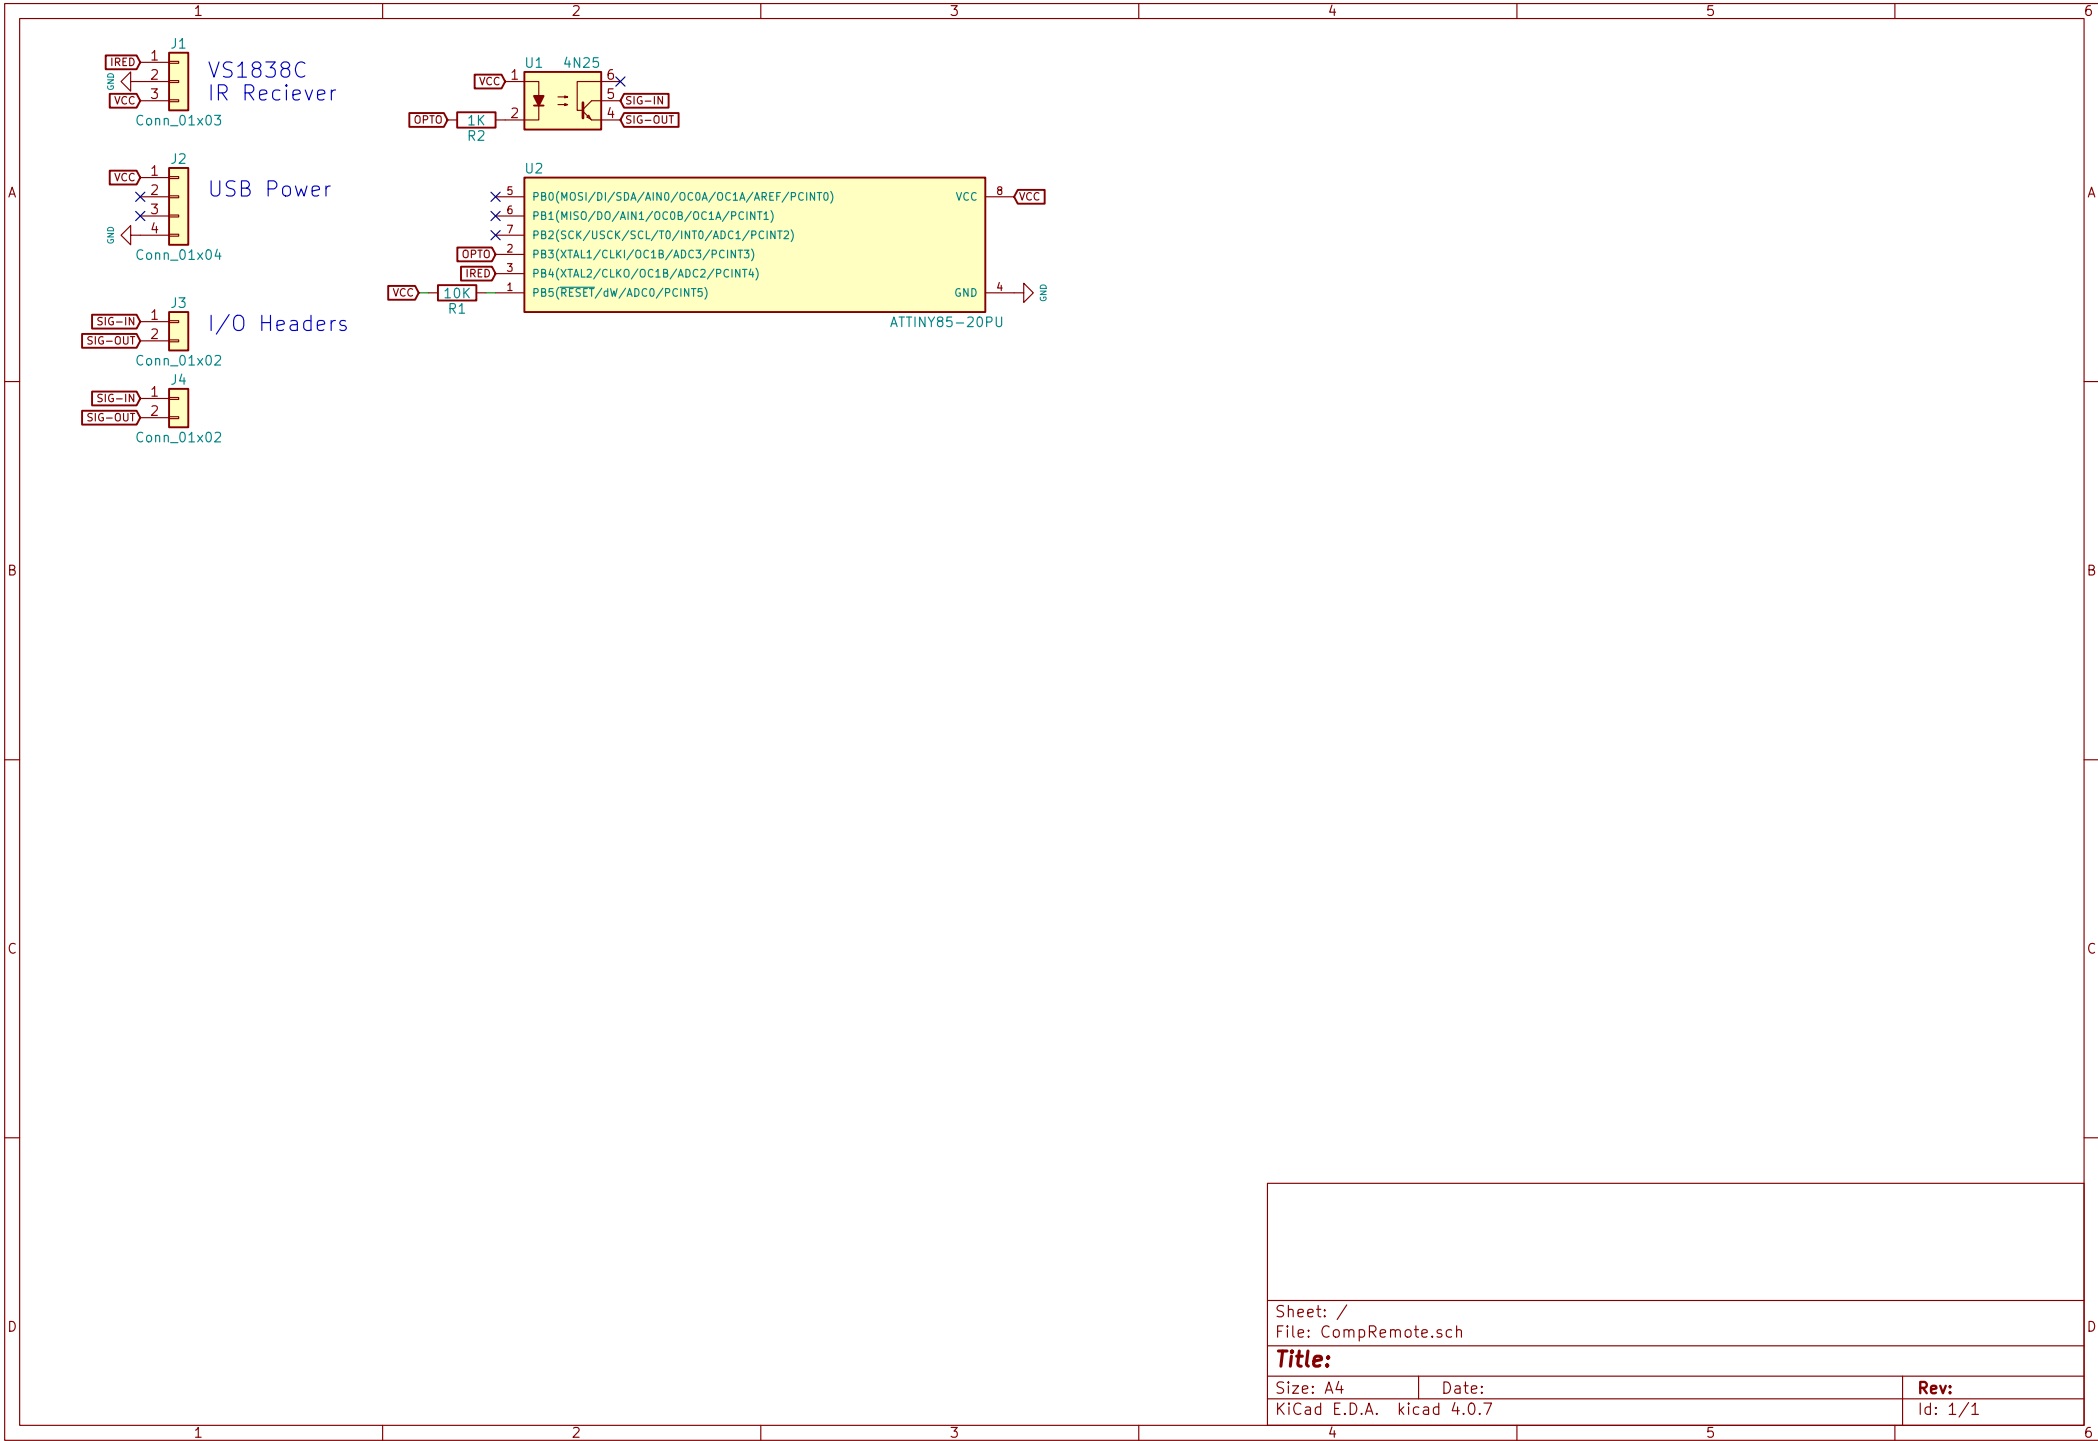 1 2 3 4 5 6
J1
IRED 1
GND 2
VCC 3
Conn_01x03
VS1838C
IR Reciever
U1 4N25
VCC 1 6
5 SIG-IN
OPTO 1K 2 4 SIG-OUT
R2
J2
VCC 1
2
3
GND 4
Conn_01x04
USB Power
A A
U2
5 PB0(MOSI/DI/SDA/AIN0/OC0A/OC1A/AREF/PCINT0) VCC 8 VCC
6 PB1(MISO/DO/AIN1/OC0B/OC1A/PCINT1)
7 PB2(SCK/USCK/SCL/T0/INT0/ADC1/PCINT2)
OPTO 2 PB3(XTAL1/CLKI/OC1B/ADC3/PCINT3)
IRED 3 PB4(XTAL2/CLKO/OC1B/ADC2/PCINT4)
VCC 10K 1 PB5(RESET/dW/ADC0/PCINT5) GND 4 GND
R1
ATTINY85-20PU
J3
SIG-IN 1
SIG-OUT 2
Conn_01x02
I/O Headers
J4
SIG-IN 1
SIG-OUT 2
Conn_01x02
B B
C C
D D
Sheet: /
File: CompRemote.sch
Title:
Size: A4 Date: Rev:
KiCad E.D.A. kicad 4.0.7 Id: 1/1
1 2 3 4 5 6